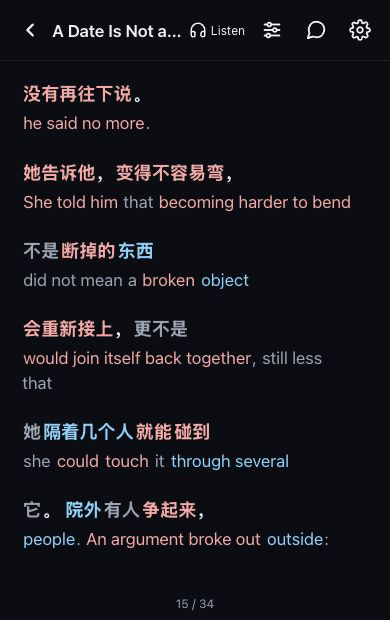 A Date Is Not a... Listen
没有再往下说。
he said no more.
她告诉他，变得不容易弯，
She told him that becoming harder to bend
不是断掉的东西
did not mean a broken object
会重新接上，更不是
would join itself back together, still less
that
她隔着几个人就能碰到
she could touch it through several
它。院外有人争起来，
people. An argument broke out outside:
15 / 34